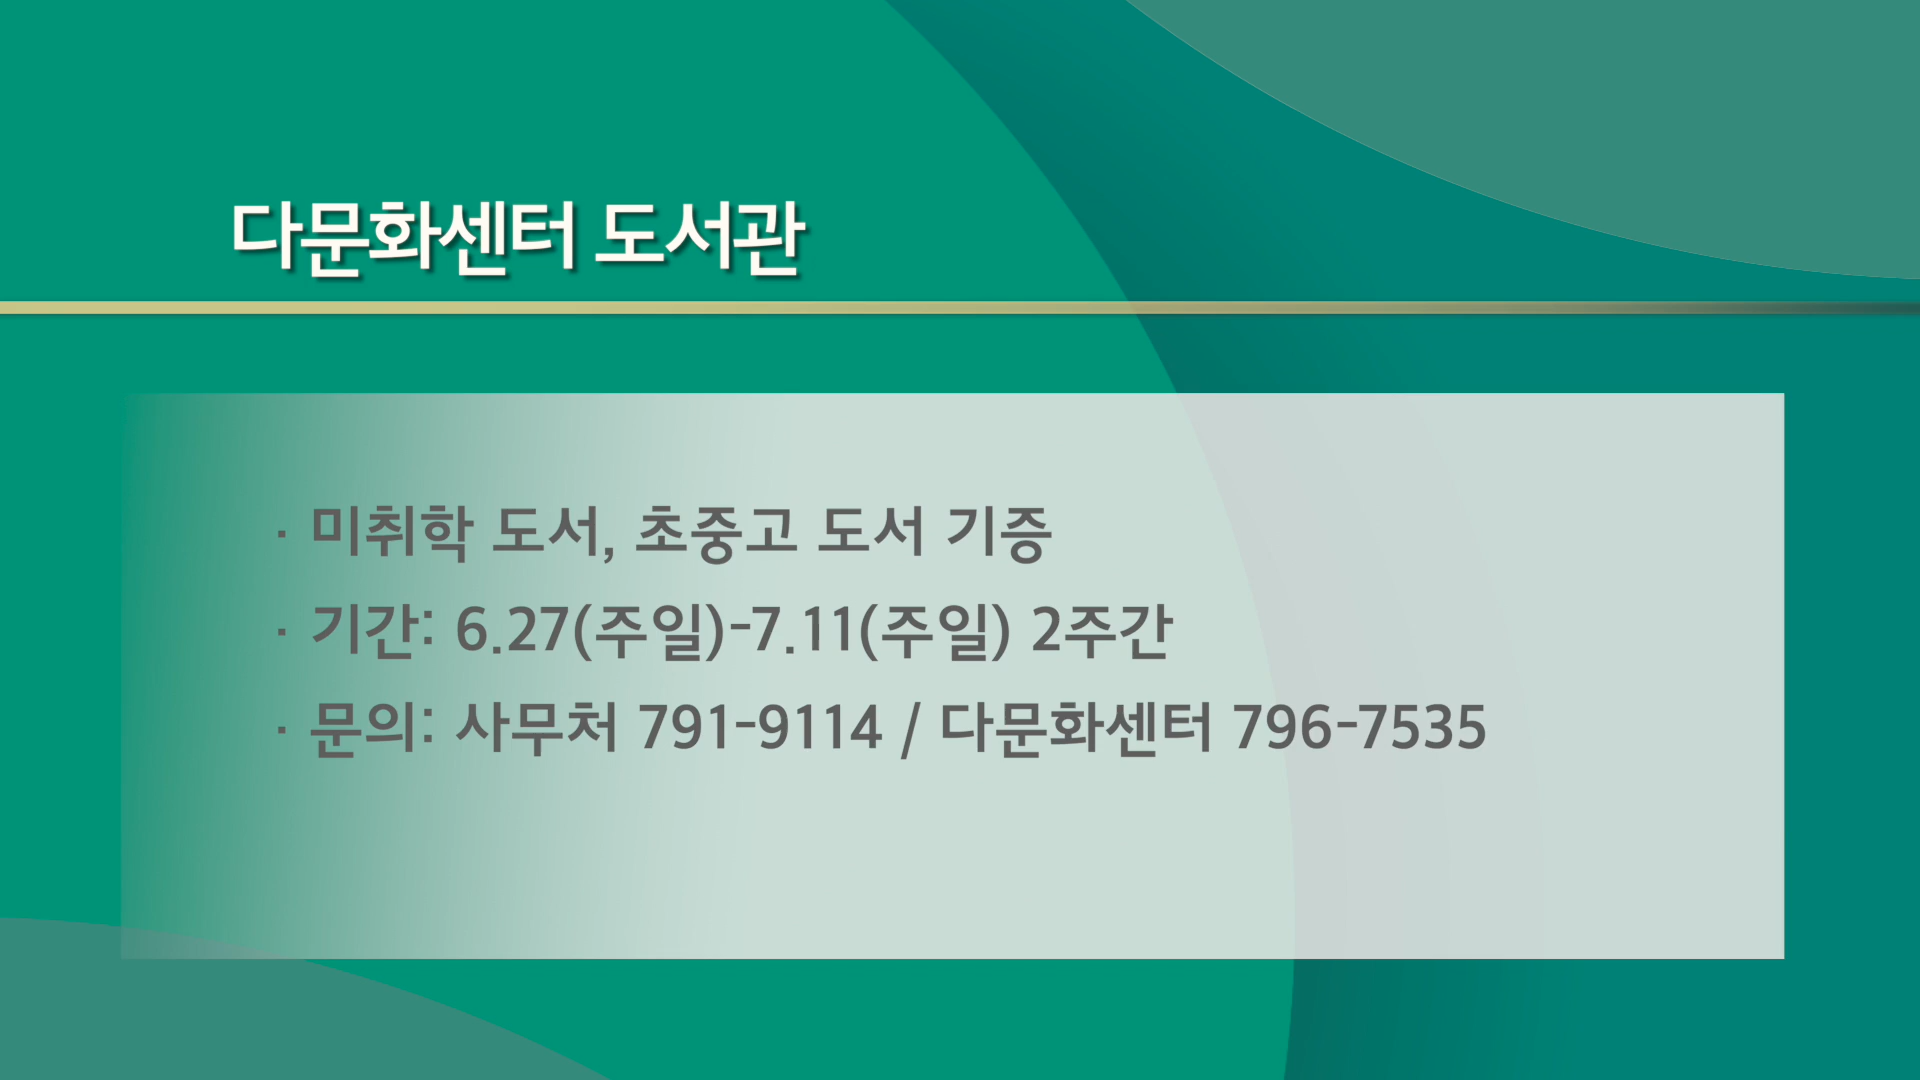 다문화센터 도서관
· 미취학 도서, 초중고 도서 기증
· 기간: 6.27(주일)-7.11(주일) 2주간
· 문의: 사무처 791-9114 / 다문화센터 796-7535